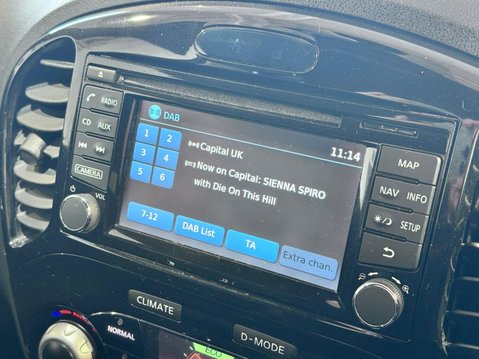 DAB
11:14
1 2
3 4
5 6
Capital UK
Now on Capital: SIENNA SPIRO
with Die On This Hill
7-12
DAB List
TA
Extra chan.
RADIO
CD AUX
CAMERA
VOL
MAP
NAV INFO
SETUP
CLIMATE
D-MODE
NORMAL
ECO